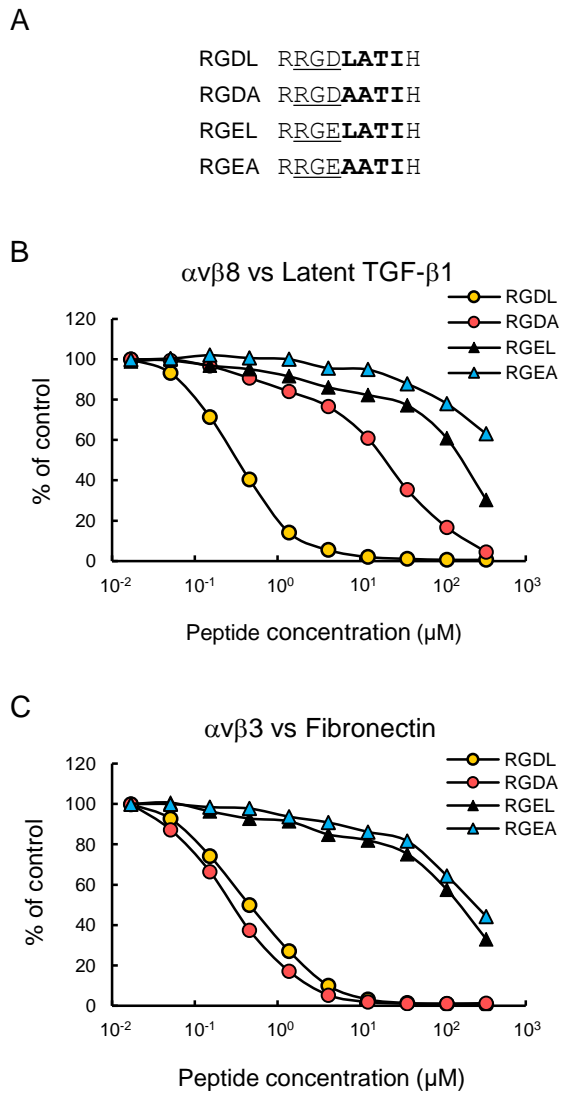 A
RGDL RRGDLATIH
RGDA RRGDAATIH
RGEL RRGELATIH
RGEA RRGEAATIH
B
αvβ8 vs Latent TGF-β1
RGDL
RGDA
RGEL
RGEA
% of control
120
100
80
60
40
20
0
10⁻² 10⁻¹ 10⁰ 10¹ 10² 10³
Peptide concentration (μM)
C
αvβ3 vs Fibronectin
RGDL
RGDA
RGEL
RGEA
% of control
120
100
80
60
40
20
0
10⁻² 10⁻¹ 10⁰ 10¹ 10² 10³
Peptide concentration (μM)